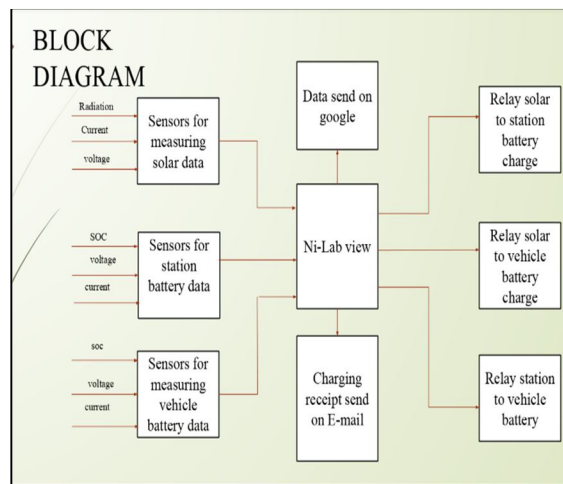 BLOCK
DIAGRAM
Radiation
Current
voltage
Sensors for
measuring
solar data
SOC
voltage
current
Sensors for
station
battery data
soc
voltage
current
Sensors for
measuring
vehicle
battery data
Data send on
google
Ni-Lab view
Charging
receipt send
on E-mail
Relay solar
to station
battery
charge
Relay solar
to vehicle
battery
charge
Relay station
to vehicle
battery